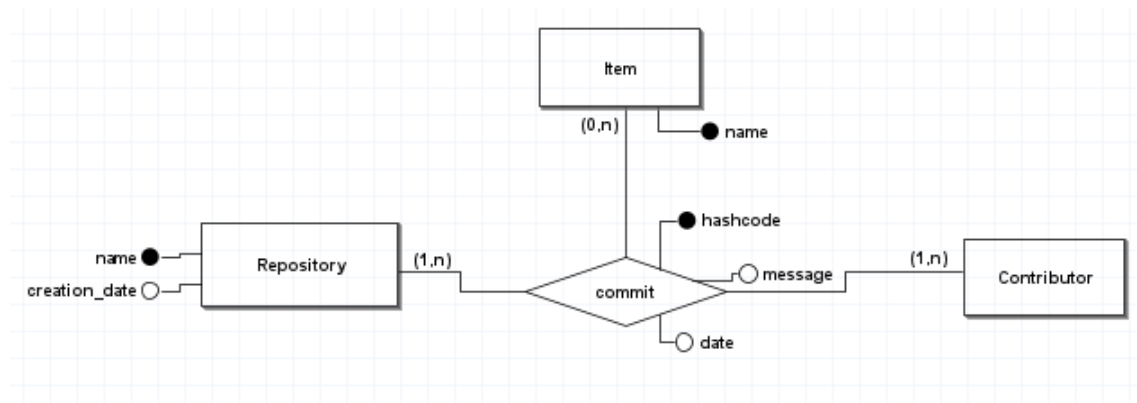 Item
(0,n)
name
hashcode
name
Repository
(1,n)
(1,n)
message
Contributor
creation_date
commit
date